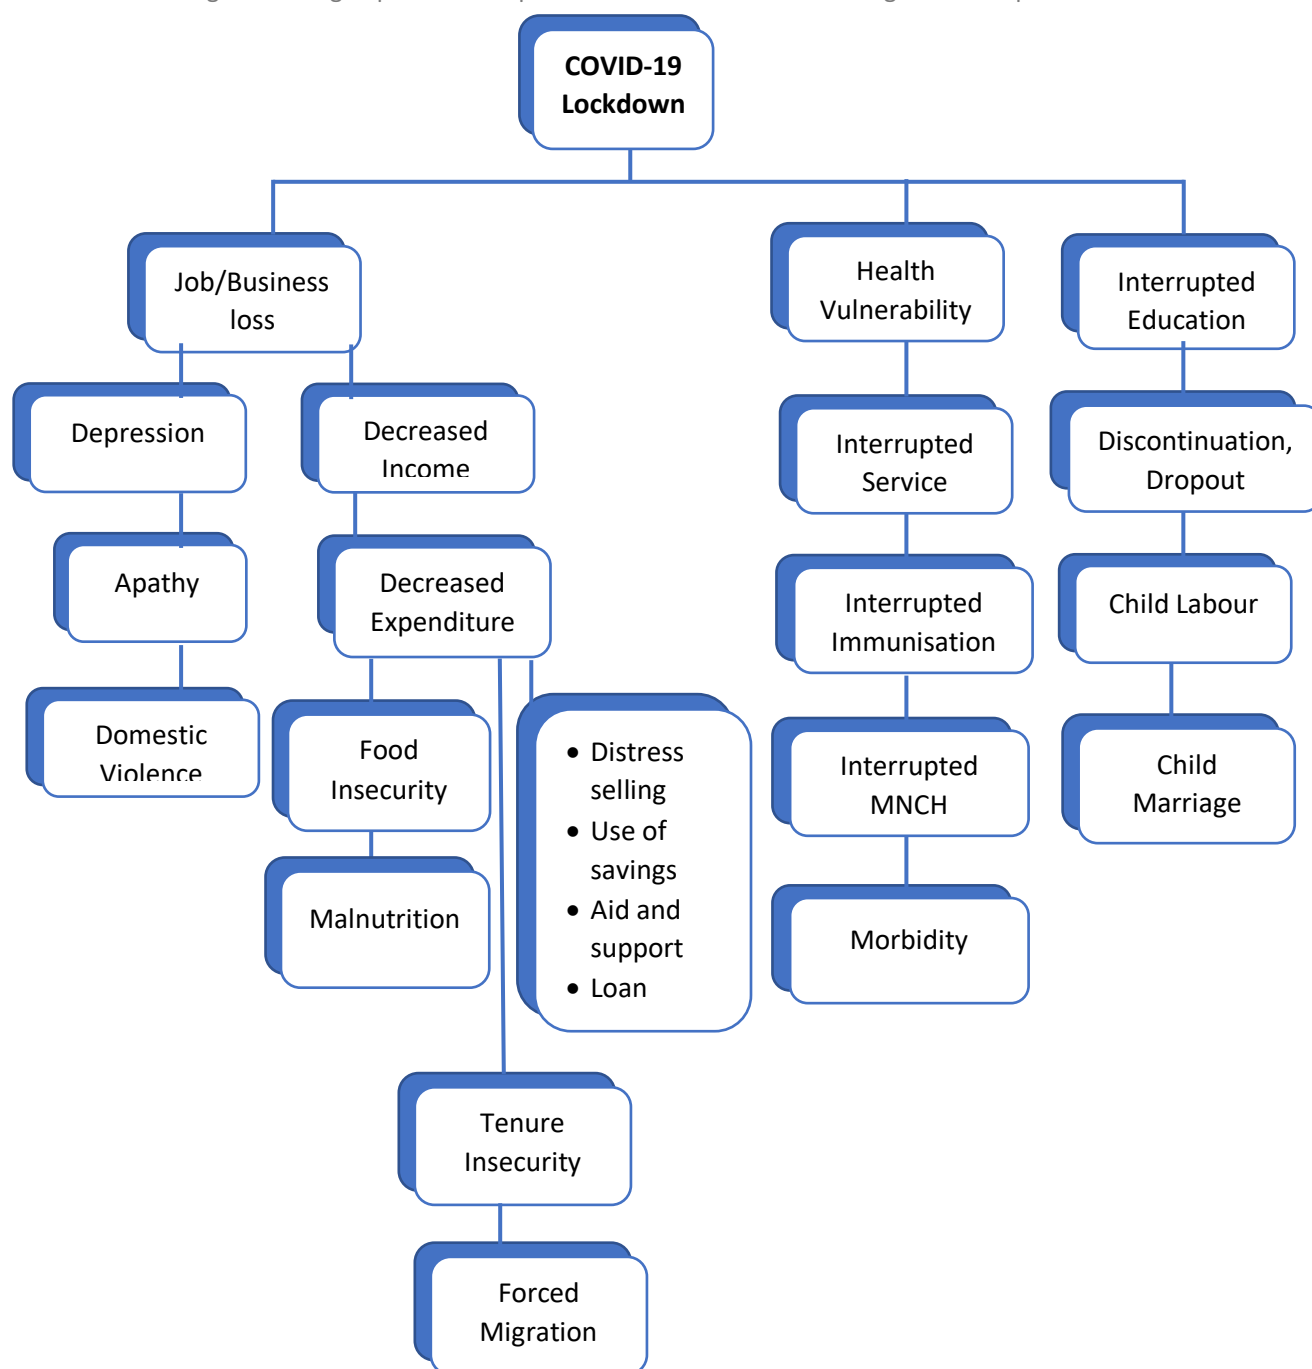 COVID-19
Lockdown
Job/Business
loss
Health
Vulnerability
Interrupted
Education
Depression
Decreased
Income
Interrupted
Service
Discontinuation,
Dropout
Apathy
Decreased
Expenditure
Interrupted
Immunisation
Child Labour
Domestic
Violence
Food
Insecurity
• Distress
selling
• Use of
savings
• Aid and
support
• Loan
Interrupted
MNCH
Child
Marriage
Malnutrition
Morbidity
Tenure
Insecurity
Forced
Migration